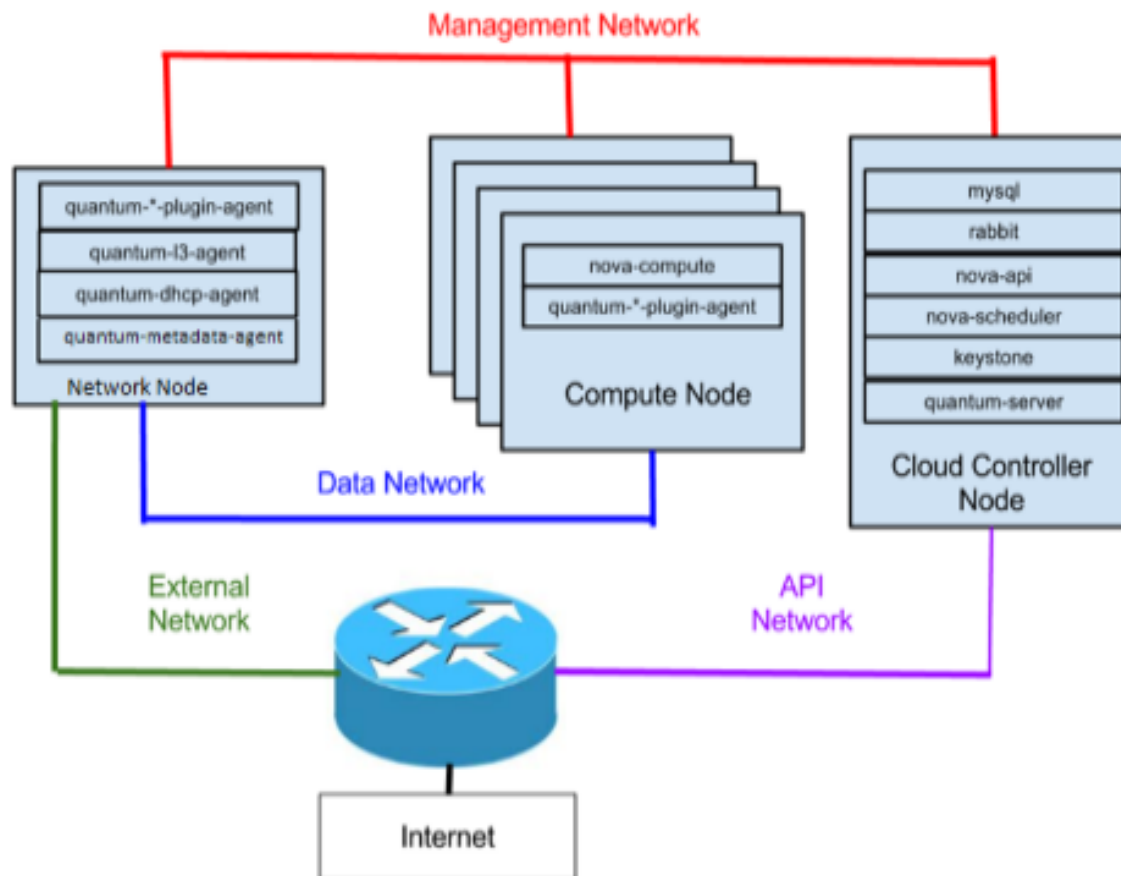 Management Network
quantum-*-plugin-agent
quantum-l3-agent
quantum-dhcp-agent
quantum-metadata-agent
Network Node
nova-compute
quantum-*-plugin-agent
Compute Node
mysql
rabbit
nova-api
nova-scheduler
keystone
quantum-server
Cloud Controller
Node
Data Network
External
Network
API
Network
Internet